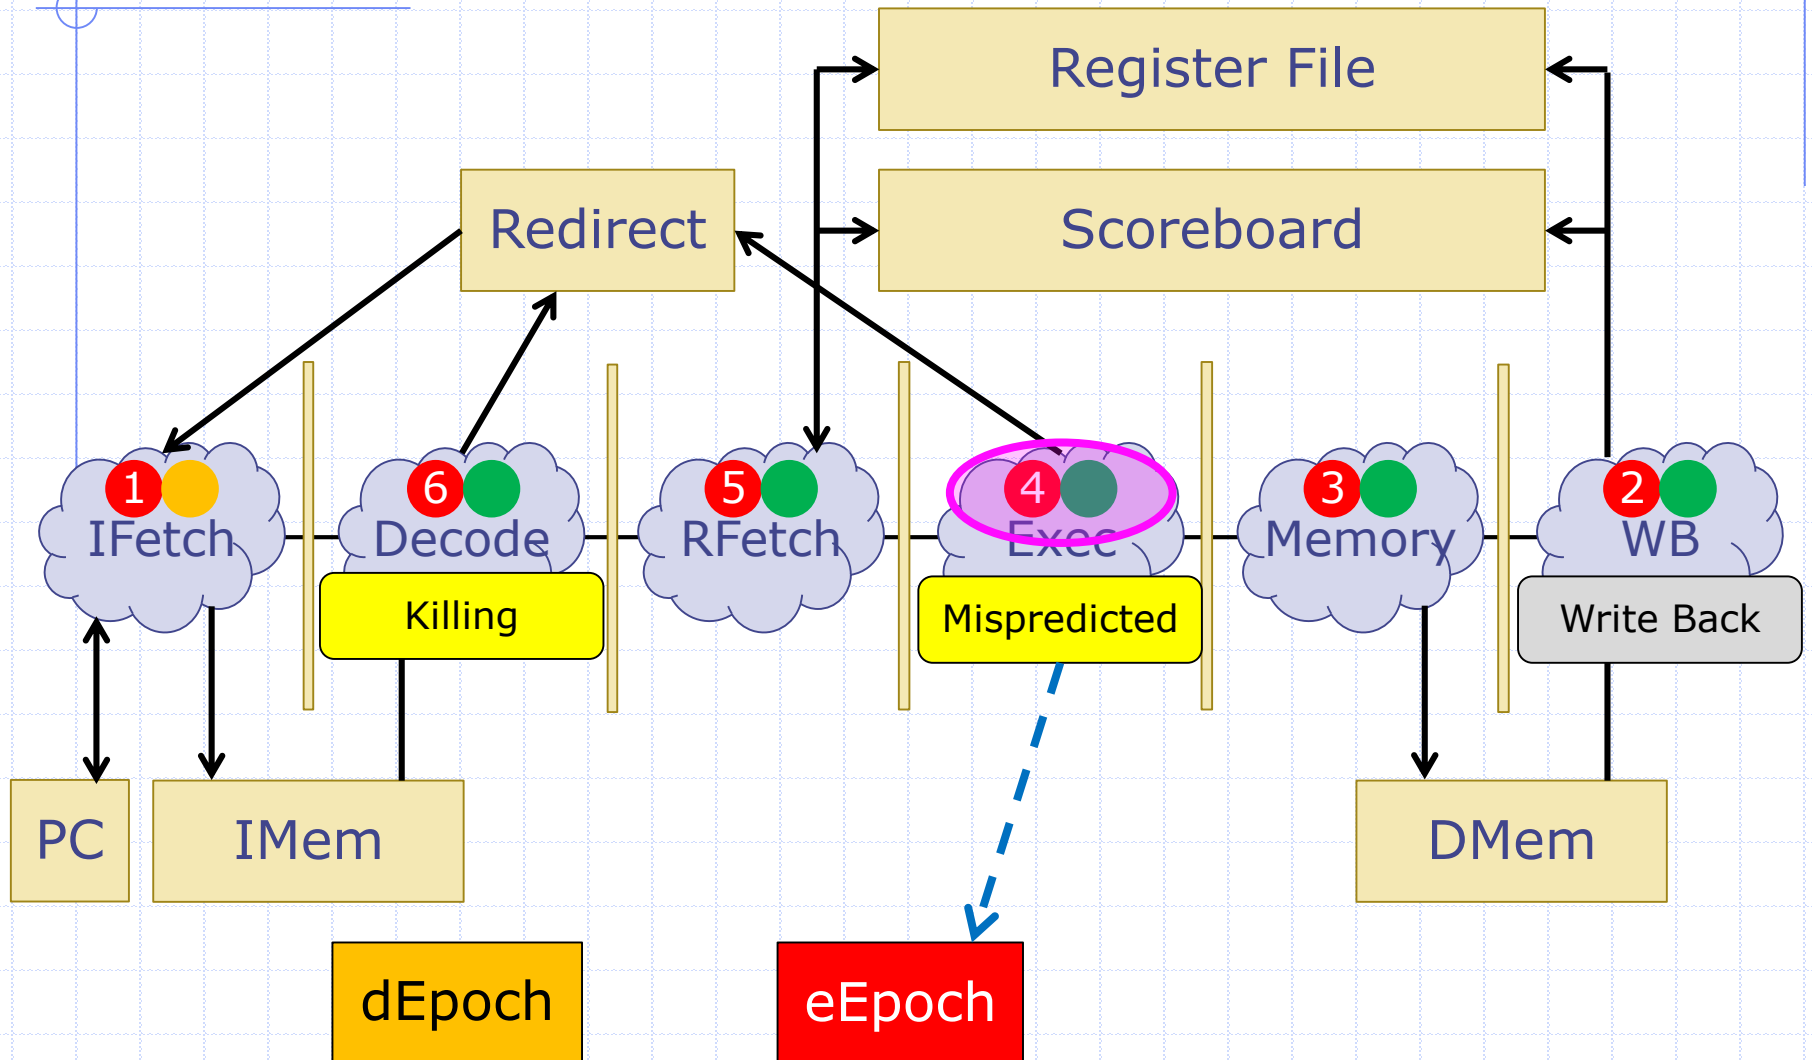 Register File
Redirect
Scoreboard
1
6
5
4
3
2
IFetch
Decode
RFetch
Exec
Memory
WB
Killing
Mispredicted
Write Back
PC
IMem
DMem
dEpoch
eEpoch